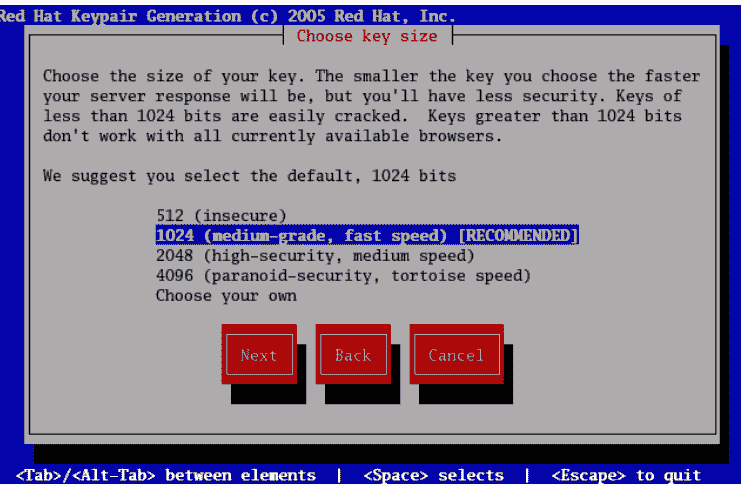 Red Hat Keypair Generation (c) 2005 Red Hat, Inc.
Choose key size
Choose the size of your key. The smaller the key you choose the faster
your server response will be, but you'll have less security. Keys of
less than 1024 bits are easily cracked.  Keys greater than 1024 bits
don't work with all currently available browsers.
We suggest you select the default, 1024 bits
512 (insecure)
1024 (medium-grade, fast speed) [RECOMMENDED]
2048 (high-security, medium speed)
4096 (paranoid-security, tortoise speed)
Choose your own
Next Back Cancel
<Tab>/<Alt-Tab> between elements | <Space> selects | <Escape> to quit